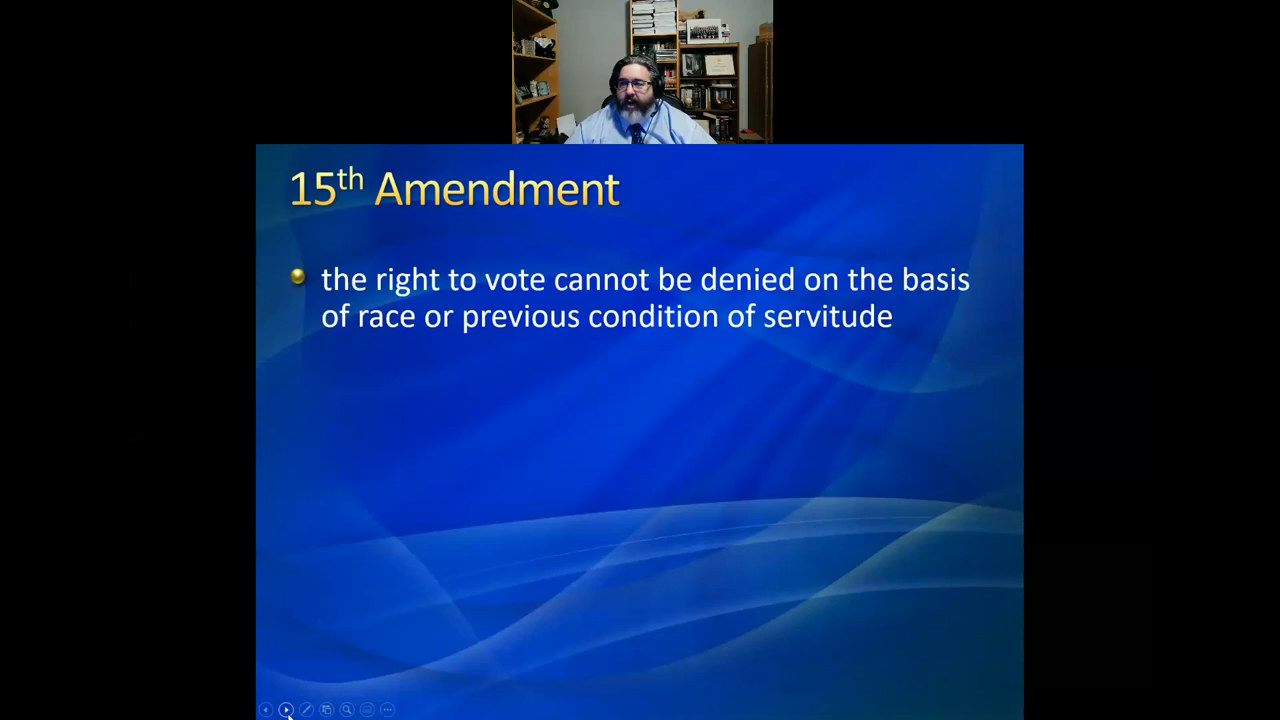 15th Amendment
the right to vote cannot be denied on the basis
of race or previous condition of servitude